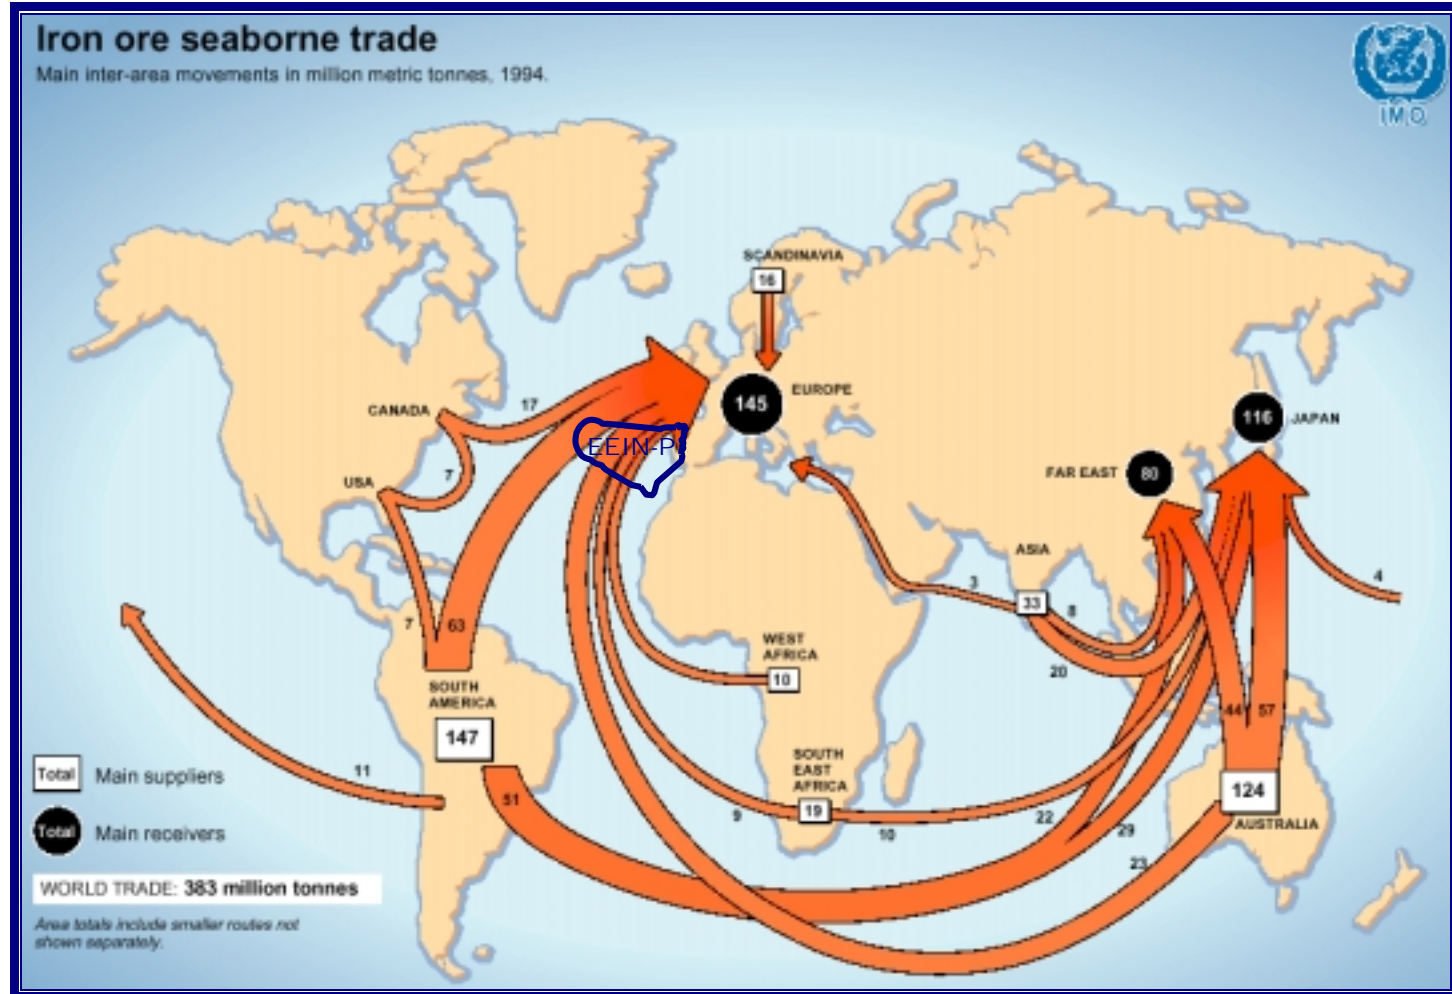 Iron ore seaborne trade
Main inter-area movements in million metric tonnes, 1994.
IMO
SCANDINAVIA
16
145
EUROPE
116
JAPAN
FAR EAST
80
CANADA
17
7
USA
EEIN-P
ASIA
33
3
8
20
4
7
63
WEST
AFRICA
10
SOUTH
AMERICA
147
44
57
SOUTH
EAST
AFRICA
19
9
10
11
51
22
29
23
124
AUSTRALIA
Total
Main suppliers
Total
Main receivers
WORLD TRADE: 383 million tonnes
Area totals include smaller routes not
shown separately.